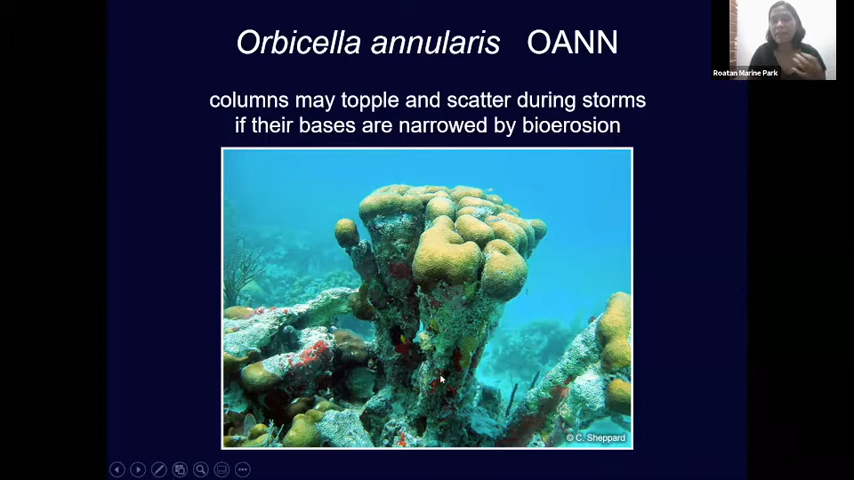 Orbicella annularis OANN
Roatan Marine Park
columns may topple and scatter during storms
if their bases are narrowed by bioerosion
© C. Sheppard